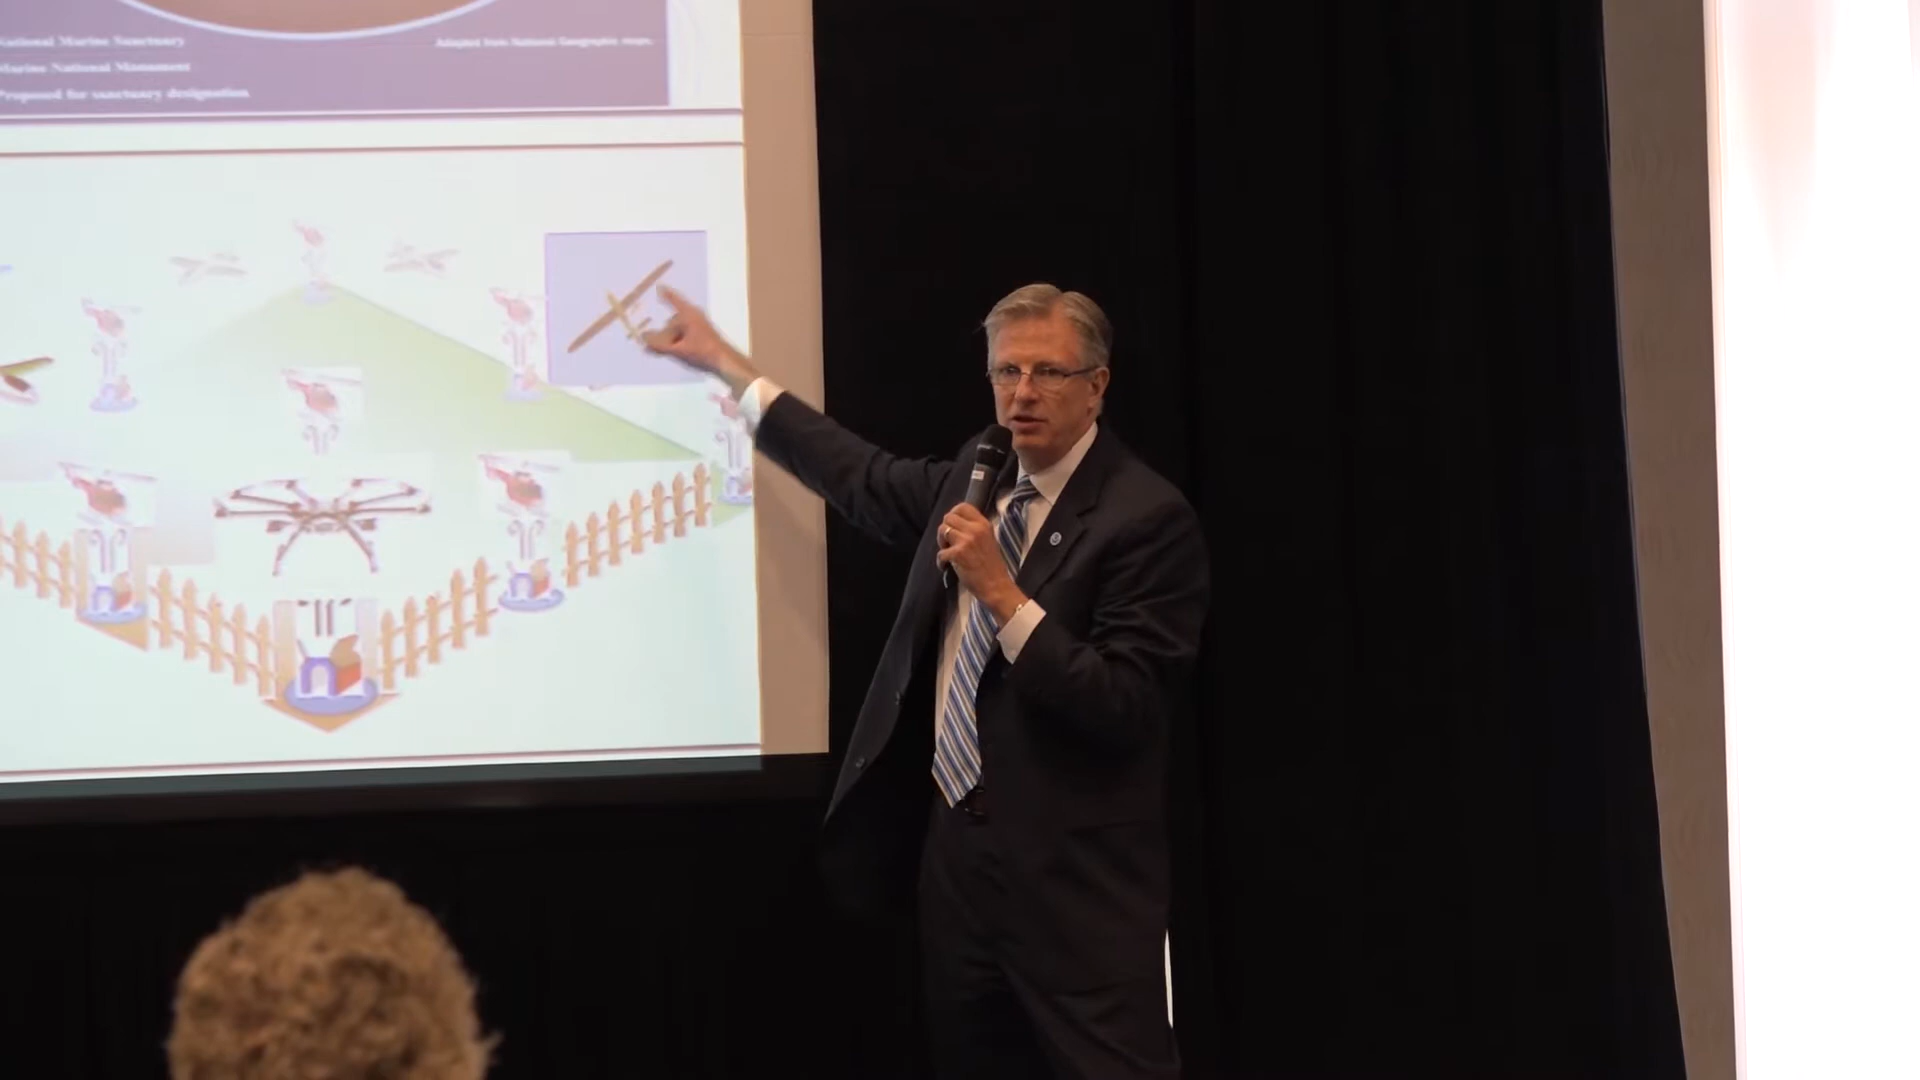 National Marine Sanctuary
Adapted from National Geographic maps.
Marine National Monument
Proposed for sanctuary designation